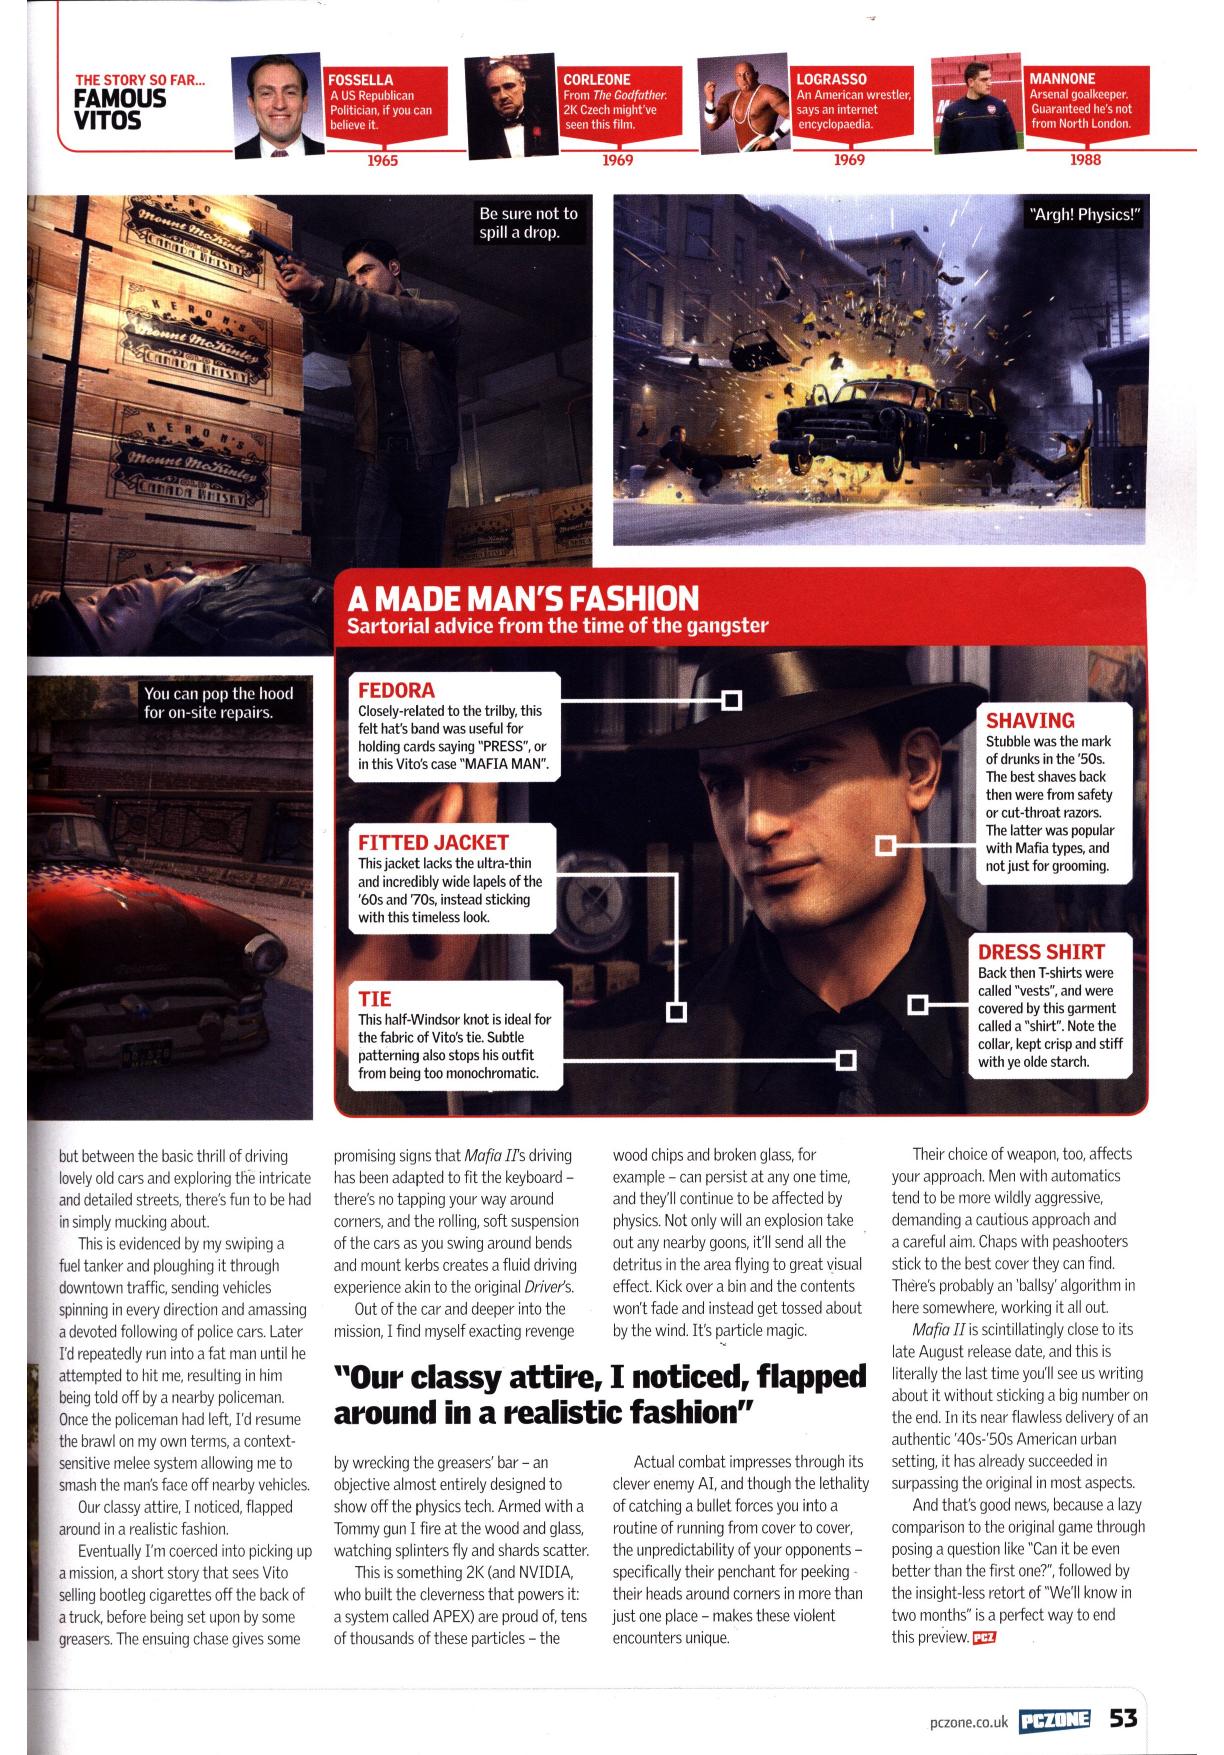 THE STORY SO FAR...
FAMOUS
VITOS
FOSSELLA
A US Republican
Politician, if you can
believe it.
1965
CORLEONE
From The Godfather.
2K Czech might've
seen this film.
1969
LOGRASSO
An American wrestler,
says an internet
encyclopaedia.
1969
MANNONE
Arsenal goalkeeper.
Guaranteed he's not
from North London.
1988
Be sure not to
spill a drop.
Mount McKinley
CANADA WHISKY
KERON'S
Mount McKinley
OLD
CANADA WHISKY
KERON'S
Mount McKinley
OLD
CANADA WHISKY
"Argh! Physics!"
You can pop the hood
for on-site repairs.
A MADE MAN'S FASHION
Sartorial advice from the time of the gangster
FEDORA
Closely-related to the trilby, this
felt hat's band was useful for
holding cards saying "PRESS", or
in this Vito's case "MAFIA MAN".
FITTED JACKET
This jacket lacks the ultra-thin
and incredibly wide lapels of the
'60s and '70s, instead sticking
with this timeless look.
TIE
This half-Windsor knot is ideal for
the fabric of Vito's tie. Subtle
patterning also stops his outfit
from being too monochromatic.
SHAVING
Stubble was the mark
of drunks in the '50s.
The best shaves back
then were from safety
or cut-throat razors.
The latter was popular
with Mafia types, and
not just for grooming.
DRESS SHIRT
Back then T-shirts were
called "vests", and were
covered by this garment
called a "shirt". Note the
collar, kept crisp and stiff
with ye olde starch.
but between the basic thrill of driving
lovely old cars and exploring the intricate
and detailed streets, there's fun to be had
in simply mucking about.
This is evidenced by my swiping a
fuel tanker and ploughing it through
downtown traffic, sending vehicles
spinning in every direction and amassing
a devoted following of police cars. Later
I'd repeatedly run into a fat man until he
attempted to hit me, resulting in him
being told off by a nearby policeman.
Once the policeman had left, I'd resume
the brawl on my own terms, a context-
sensitive melee system allowing me to
smash the man's face off nearby vehicles.
Our classy attire, I noticed, flapped
around in a realistic fashion.
Eventually I'm coerced into picking up
a mission, a short story that sees Vito
selling bootleg cigarettes off the back of
a truck, before being set upon by some
greasers. The ensuing chase gives some
promising signs that Mafia II's driving
has been adapted to fit the keyboard –
there's no tapping your way around
corners, and the rolling, soft suspension
of the cars as you swing around bends
and mount kerbs creates a fluid driving
experience akin to the original Driver's.
Out of the car and deeper into the
mission, I find myself exacting revenge
"Our classy attire, I noticed, flapped
around in a realistic fashion"
by wrecking the greasers' bar – an
objective almost entirely designed to
show off the physics tech. Armed with a
Tommy gun I fire at the wood and glass,
watching splinters fly and shards scatter.
This is something 2K (and NVIDIA,
who built the cleverness that powers it:
a system called APEX) are proud of, tens
of thousands of these particles – the
wood chips and broken glass, for
example – can persist at any one time,
and they'll continue to be affected by
physics. Not only will an explosion take
out any nearby goons, it'll send all the
detritus in the area flying to great visual
effect. Kick over a bin and the contents
won't fade and instead get tossed about
by the wind. It's particle magic.
Actual combat impresses through its
clever enemy AI, and though the lethality
of catching a bullet forces you into a
routine of running from cover to cover,
the unpredictability of your opponents –
specifically their penchant for peeking
their heads around corners in more than
just one place – makes these violent
encounters unique.
Their choice of weapon, too, affects
your approach. Men with automatics
tend to be more wildly aggressive,
demanding a cautious approach and
a careful aim. Chaps with peashooters
stick to the best cover they can find.
There's probably an 'ballsy' algorithm in
here somewhere, working it all out.
Mafia II is scintillatingly close to its
late August release date, and this is
literally the last time you'll see us writing
about it without sticking a big number on
the end. In its near flawless delivery of an
authentic '40s-'50s American urban
setting, it has already succeeded in
surpassing the original in most aspects.
And that's good news, because a lazy
comparison to the original game through
posing a question like "Can it be even
better than the first one?", followed by
the insight-less retort of "We'll know in
two months" is a perfect way to end
this preview. PCZ
pczone.co.uk PCZONE 53